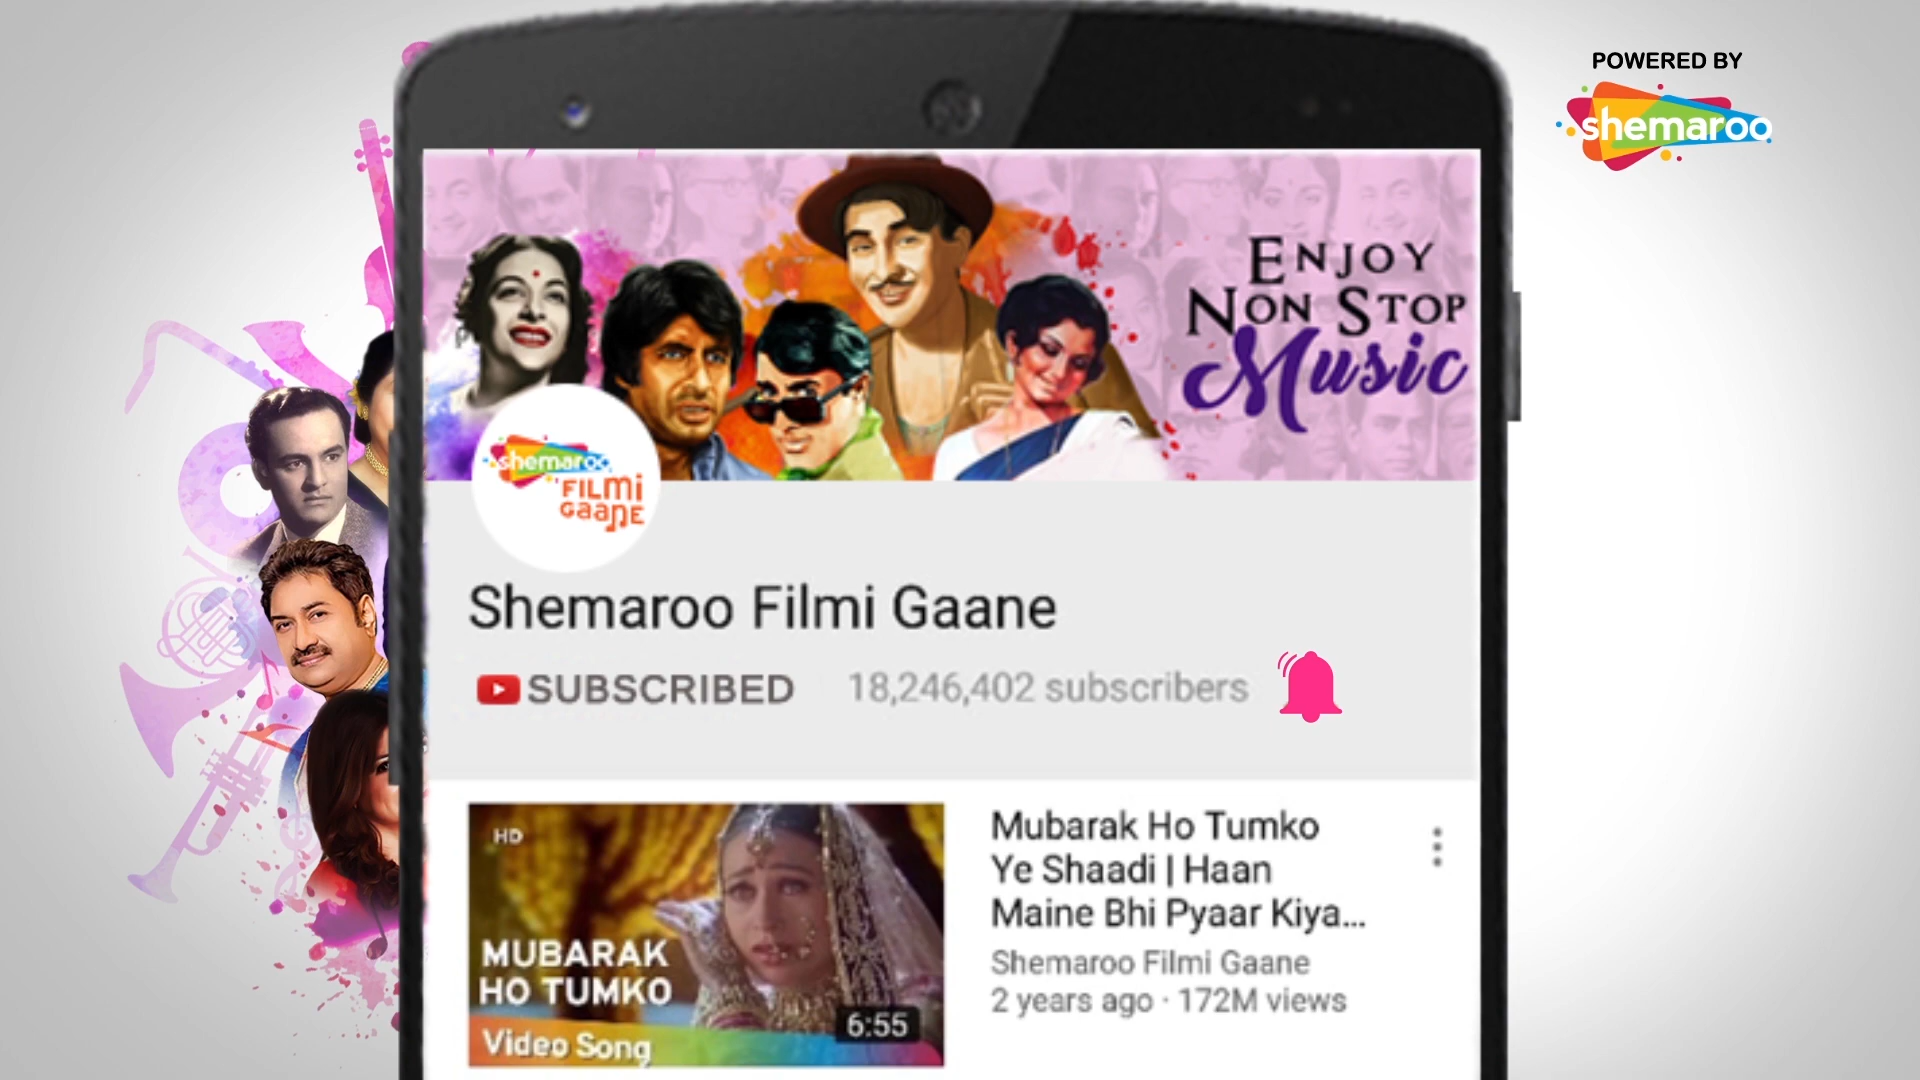 POWERED BY
shemaroo
ENJOY
NON STOP
Music
shemaroo
FILMI
GAANE
Shemaroo Filmi Gaane
SUBSCRIBED 18,246,402 subscribers
HD
MUBARAK
HO TUMKO
Video Song
6:55
Mubarak Ho Tumko
Ye Shaadi | Haan
Maine Bhi Pyaar Kiya...
Shemaroo Filmi Gaane
2 years ago · 172M views